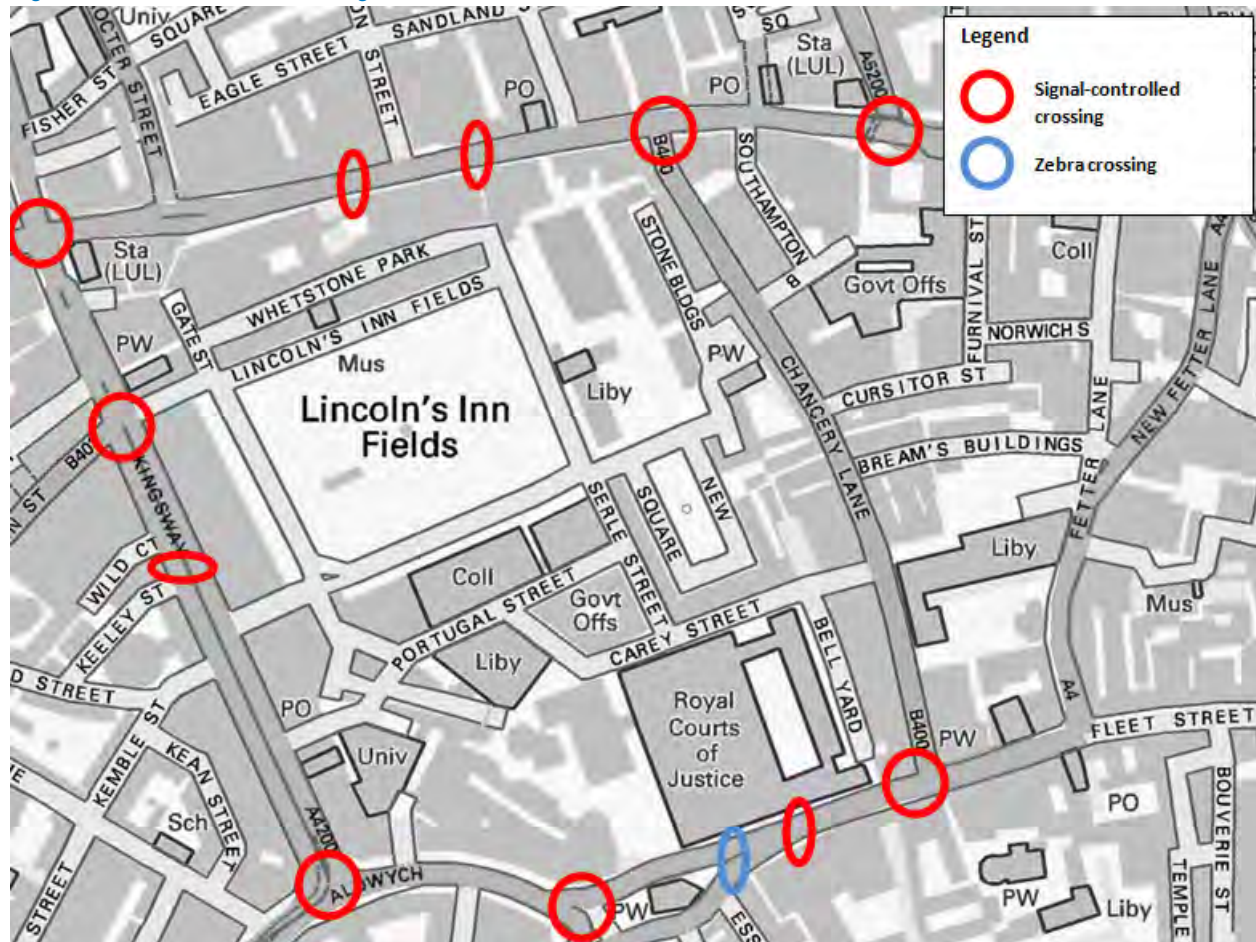 Univ
SQUARE
SANDLAND S
SQ
Sta
(LUL)
A5200
Legend
Signal-controlled
crossing
Zebra crossing
FISHER ST
OCTER STREET
EAGLE STREET
ON STREET
PO
PO
B400
SOUTHAMPTON B
Sta
(LUL)
STONE BLDGS
Govt Offs
FURNIVAL ST
Coll
A4
NEW FETTER LANE
WHETSTONE PARK
GATE ST
LINCOLN'S INN FIELDS
PW
Mus
Liby
PW
NORWICH S
CURSITOR ST
CHANCERY LANE
Lincoln's Inn
Fields
BREAM'S BUILDINGS
FETTER LANE
N ST
KINGSWAY
NEW
SQUARE
SERLE STREET
WILD CT
KEELEY ST
Coll
Govt
Offs
Liby
Mus
PORTUGAL STREET
CAREY STREET
BELL YARD
Liby
D STREET
KEMBLE ST
KEAN STREET
PO
Royal
Courts
of
Justice
B400
PW
A4
FLEET STREET
Univ
Sch
A4200
PO
BOUVERIE ST
STREET
ALDWYCH
PW
ESS
PW
Liby
TEMPLE